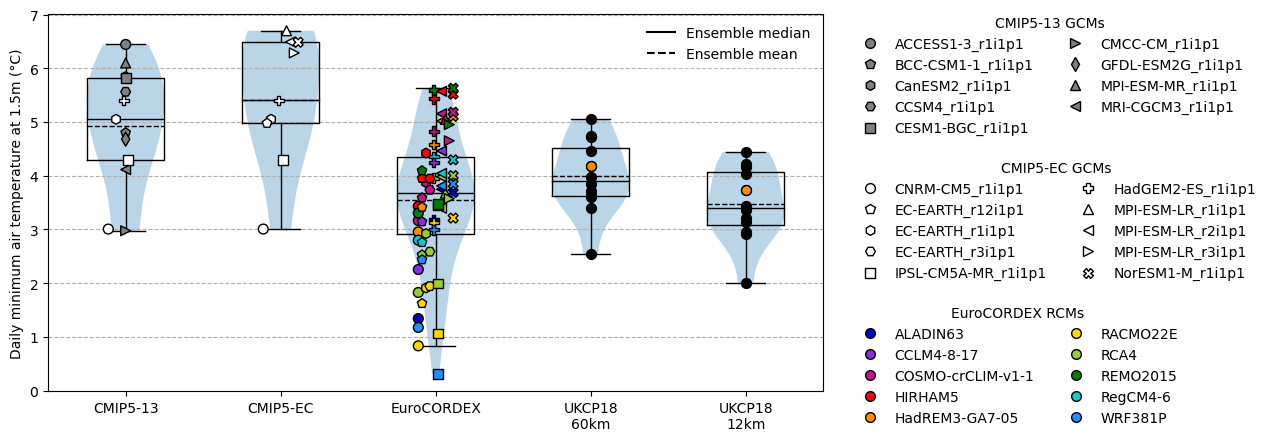 Daily minimum air temperature at 1.5m (°C)
7
6
5
4
3
2
1
0
Ensemble median
Ensemble mean
CMIP5-13
CMIP5-EC
EuroCORDEX
UKCP18
60km
UKCP18
12km
CMIP5-13 GCMs
ACCESS1-3_r1i1p1
BCC-CSM1-1_r1i1p1
CanESM2_r1i1p1
CCSM4_r1i1p1
CESM1-BGC_r1i1p1
CMCC-CM_r1i1p1
GFDL-ESM2G_r1i1p1
MPI-ESM-MR_r1i1p1
MRI-CGCM3_r1i1p1
CMIP5-EC GCMs
CNRM-CM5_r1i1p1
EC-EARTH_r12i1p1
EC-EARTH_r1i1p1
EC-EARTH_r3i1p1
IPSL-CM5A-MR_r1i1p1
HadGEM2-ES_r1i1p1
MPI-ESM-LR_r1i1p1
MPI-ESM-LR_r2i1p1
MPI-ESM-LR_r3i1p1
NorESM1-M_r1i1p1
EuroCORDEX RCMs
ALADIN63
CCLM4-8-17
COSMO-crCLIM-v1-1
HIRHAM5
HadREM3-GA7-05
RACMO22E
RCA4
REMO2015
RegCM4-6
WRF381P